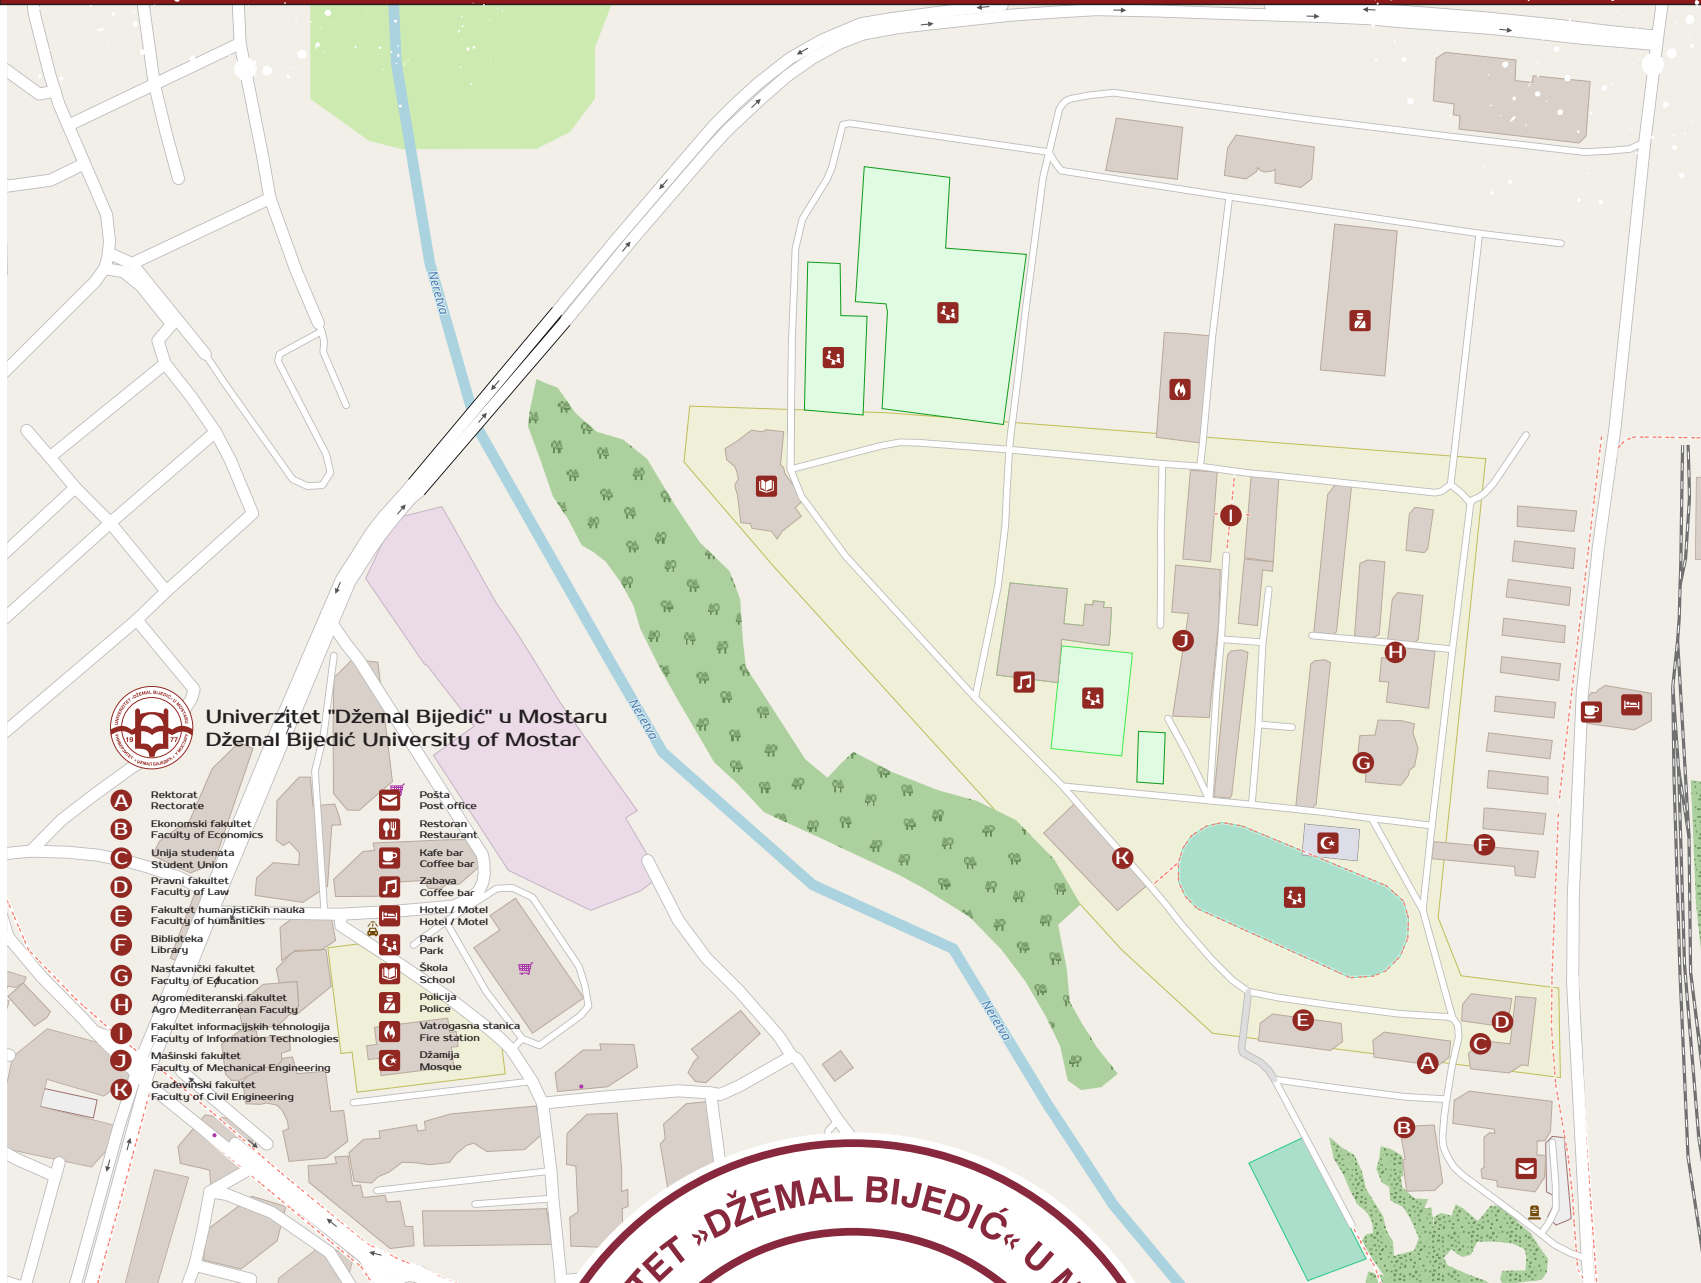 Neretva
Neretva
Neretva
Univerzitet "Džemal Bijedić" u Mostaru
Džemal Bijedić University of Mostar
19 77
A
Rektorat
Rectorate
B
Ekonomski fakultet
Faculty of Economics
C
Unija studenata
Student Union
D
Pravni fakultet
Faculty of Law
E
Fakultet humanističkih nauka
Faculty of humanities
F
Biblioteka
Library
G
Nastavnički fakultet
Faculty of Education
H
Agromediteranski fakultet
Agro Mediterranean Faculty
I
Fakultet informacijskih tehnologija
Faculty of Information Technologies
J
Mašinski fakultet
Faculty of Mechanical Engineering
K
Građevinski fakultet
Faculty of Civil Engineering
Pošta
Post office
Restoran
Restaurant
Kafe bar
Coffee bar
Zabava
Coffee bar
Hotel / Motel
Hotel / Motel
Park
Park
Škola
School
Policija
Police
Vatrogasna stanica
Fire station
Džamija
Mosque
I
J
H
G
F
K
E
D
C
A
B
TET »DŽEMAL BIJEDIĆ« U M